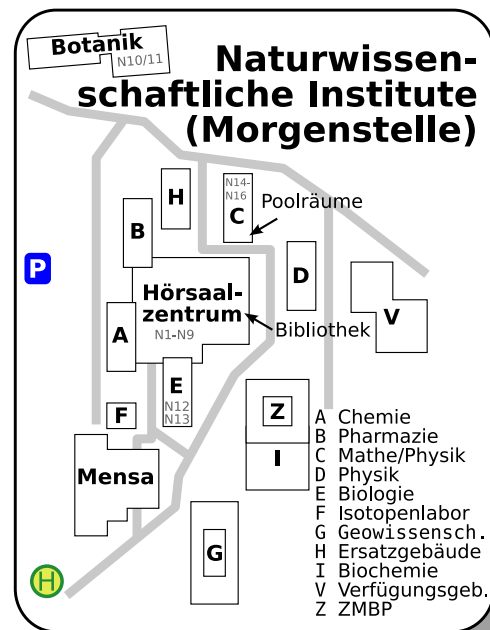 Botanik
N10/11
Naturwissen-
schaftliche Institute
(Morgenstelle)
H
N14-
N16
C
Poolräume
B
P
D
Hörsaal-
zentrum
N1-N9
Bibliothek
V
A
E
N12
N13
F
Z
I
Mensa
G
H
A Chemie
B Pharmazie
C Mathe/Physik
D Physik
E Biologie
F Isotopenlabor
G Geowissensch.
H Ersatzgebäude
I Biochemie
V Verfügungsgeb.
Z ZMBP